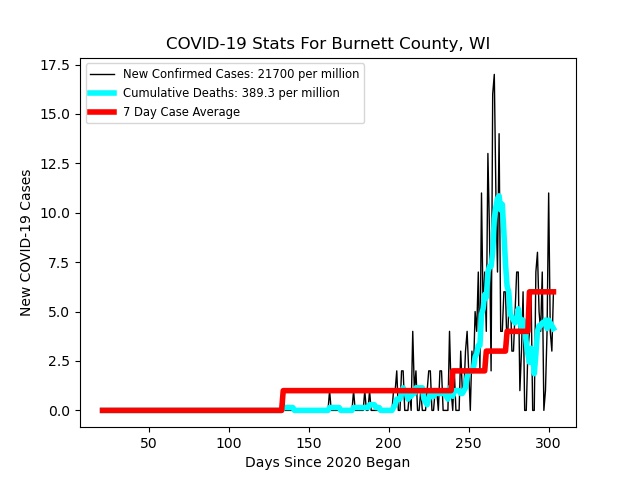 COVID-19 Stats For Burnett County, WI
New Confirmed Cases: 21700 per million
Cumulative Deaths: 389.3 per million
7 Day Case Average
17.5
15.0
12.5
10.0
7.5
5.0
2.5
0.0
New COVID-19 Cases
50 100 150 200 250 300
Days Since 2020 Began